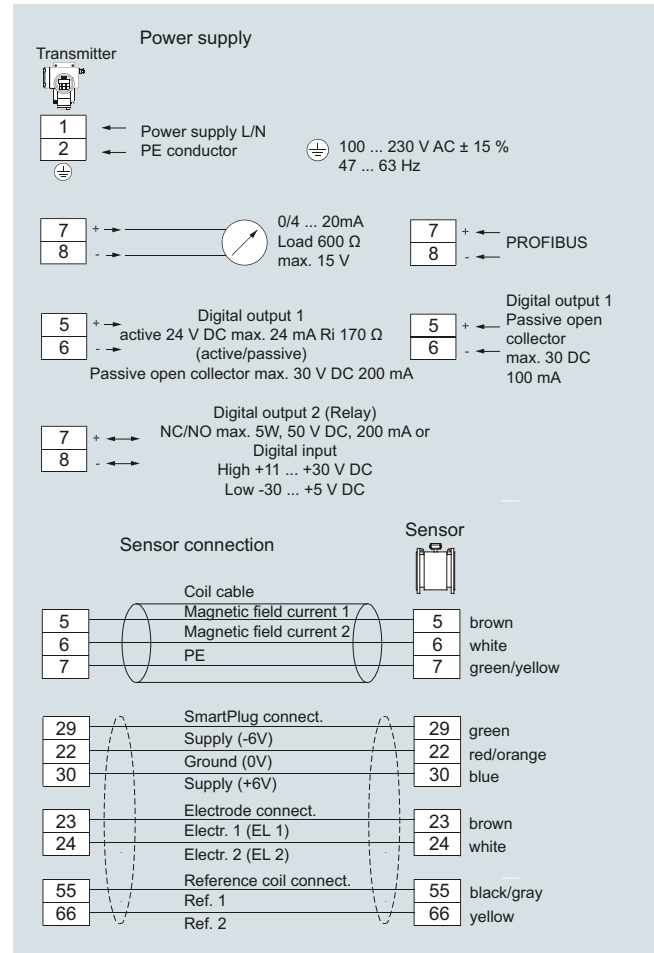 Power supply
Transmitter
1
Power supply L/N
2
PE conductor
100 ... 230 V AC ± 15 %
47 ... 63 Hz
7
+
8
-
0/4 ... 20mA
Load 600 Ω
max. 15 V
7
+
8
-
PROFIBUS
5
+
6
-
Digital output 1
active 24 V DC max. 24 mA Ri 170 Ω
(active/passive)
Passive open collector max. 30 V DC 200 mA
5
+
6
-
Digital output 1
Passive open
collector
max. 30 DC
100 mA
7
+
8
-
Digital output 2 (Relay)
NC/NO max. 5W, 50 V DC, 200 mA or
Digital input
High +11 ... +30 V DC
Low -30 ... +5 V DC
Sensor connection
Sensor
Coil cable
5
Magnetic field current 1
5
brown
6
Magnetic field current 2
6
white
7
PE
7
green/yellow
SmartPlug connect.
29
Supply (-6V)
29
green
22
Ground (0V)
22
red/orange
30
Supply (+6V)
30
blue
Electrode connect.
23
Electr. 1 (EL 1)
23
brown
24
Electr. 2 (EL 2)
24
white
Reference coil connect.
55
Ref. 1
55
black/gray
66
Ref. 2
66
yellow